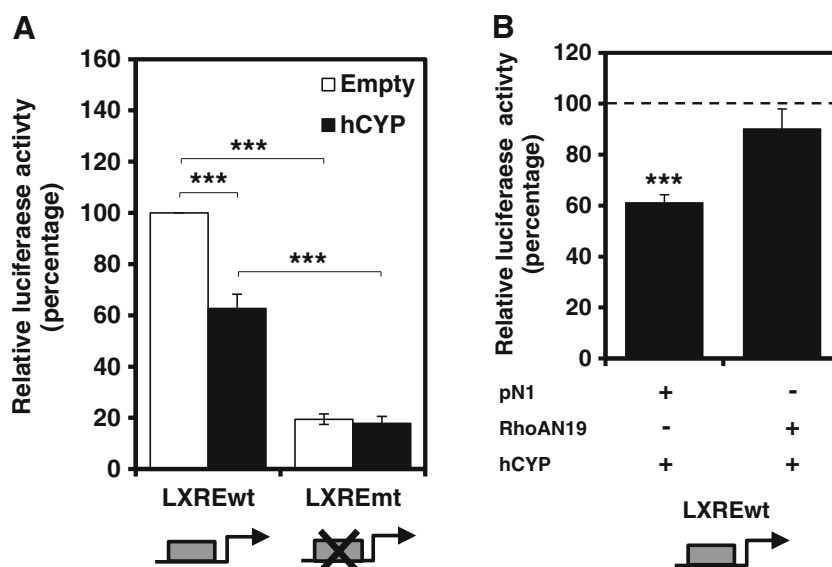 A
160
140
120
100
80
60
40
20
0
Relative luciferaese activty
(percentage)
Empty
hCYP
***
***
***
LXREwt
LXREmt
B
120
100
80
60
40
20
0
Relative luciferaese activty
(percentage)
***
pN1 + -
RhoAN19 - +
hCYP + +
LXREwt